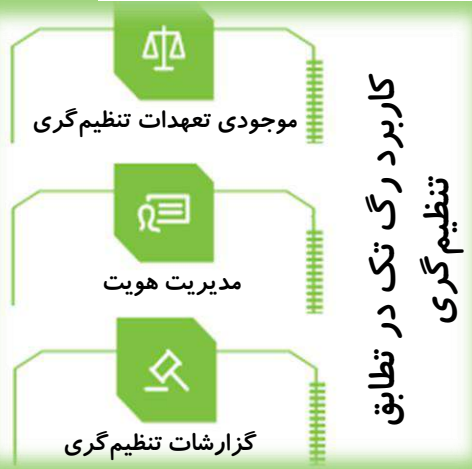 کاربرد رگ تک در تطابق
تنظیم‌گری
موجودی تعهدات تنظیم‌گری
مدیریت هویت
گزارشات تنظیم‌گری